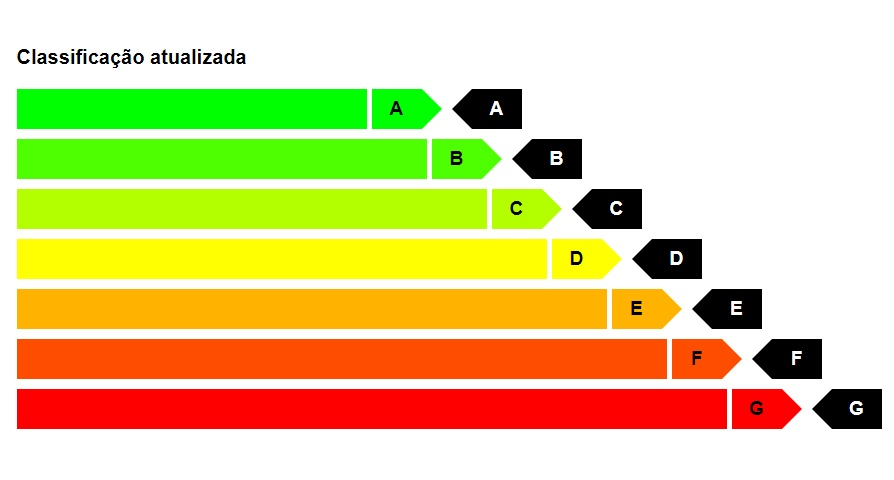 Classificação atualizada
A A
B B
C C
D D
E E
F F
G G